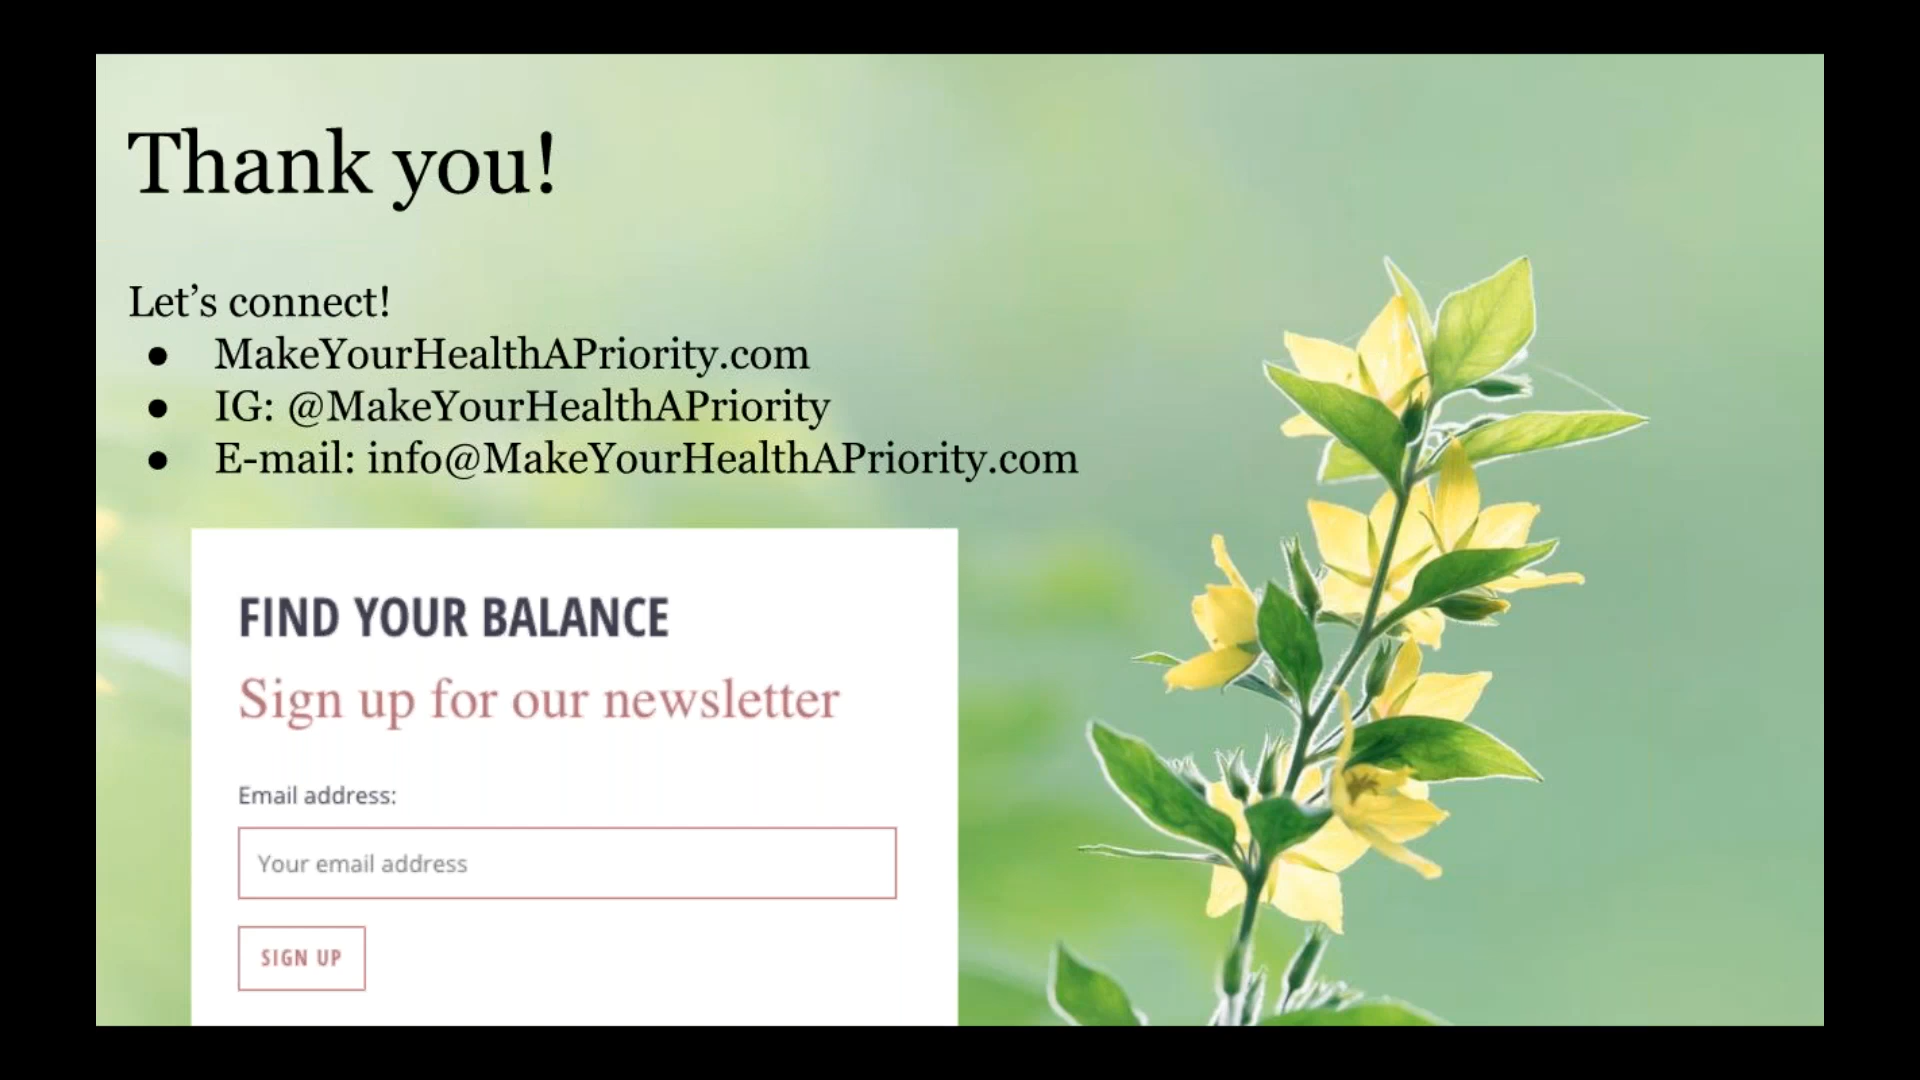 Thank you!
Let’s connect!
● MakeYourHealthAPriority.com
● IG: @MakeYourHealthAPriority
● E-mail: info@MakeYourHealthAPriority.com
FIND YOUR BALANCE
Sign up for our newsletter
Email address:
Your email address
SIGN UP